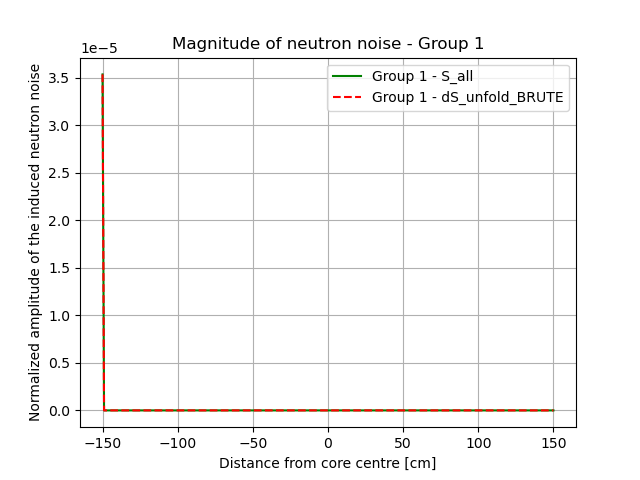 Magnitude of neutron noise - Group 1
1e−5
Normalized amplitude of the induced neutron noise
3.5
3.0
2.5
2.0
1.5
1.0
0.5
0.0
Group 1 - S_all
Group 1 - dS_unfold_BRUTE
−150
−100
−50
0
50
100
150
Distance from core centre [cm]